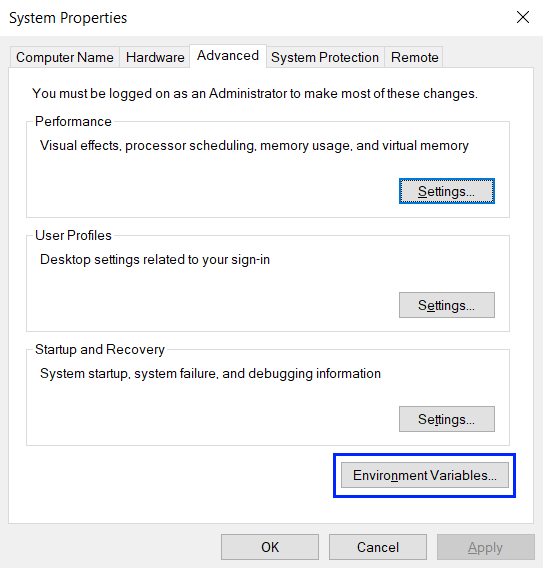 System Properties
Computer Name Hardware Advanced System Protection Remote
You must be logged on as an Administrator to make most of these changes.
Performance
Visual effects, processor scheduling, memory usage, and virtual memory
Settings...
User Profiles
Desktop settings related to your sign-in
Settings...
Startup and Recovery
System startup, system failure, and debugging information
Settings...
Environment Variables...
OK Cancel Apply